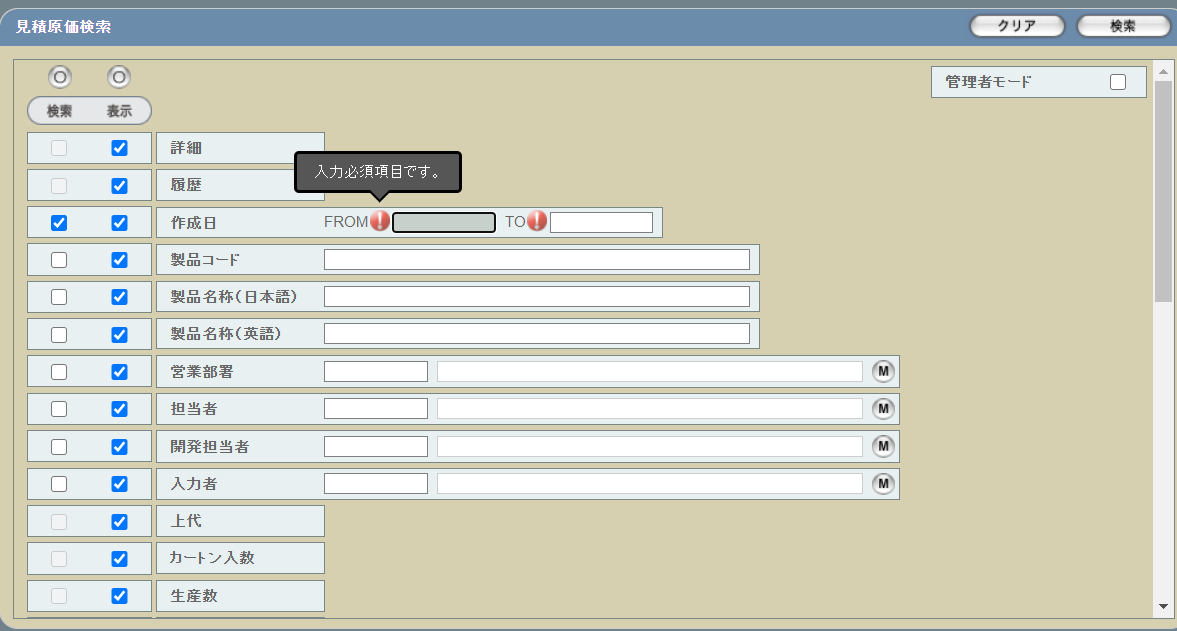 見積原価検索
クリア
検索
管理者モード
検索 表示
詳細
入力必須項目です。
履歴
作成日 FROM TO
製品コード
製品名称(日本語)
製品名称(英語)
営業部署 M
担当者 M
開発担当者 M
入力者 M
上代
カートン入数
生産数